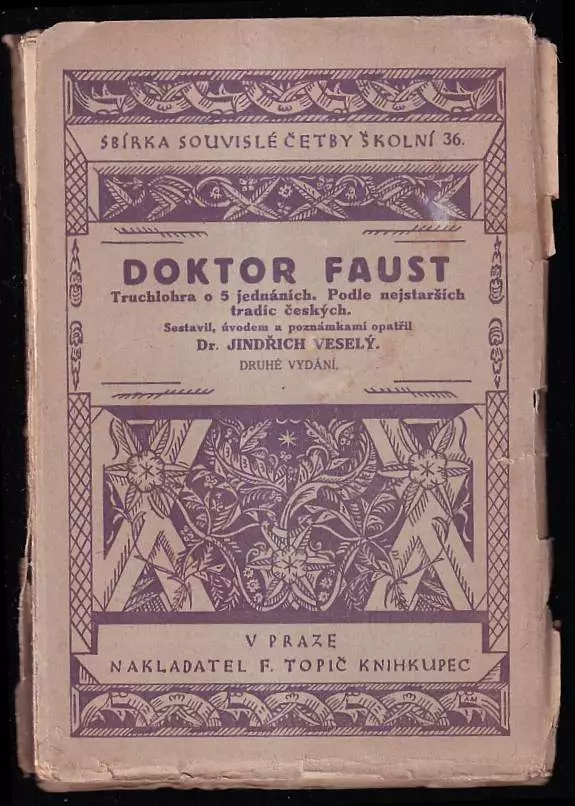 SBÍRKA SOUVISLÉ ČETBY ŠKOLNÍ 36.
DOKTOR FAUST
Truchlohra o 5 jednáních. Podle nejstarších
tradic českých.
Sestavil, úvodem a poznámkami opatřil
Dr. JINDŘICH VESELÝ.
DRUHÉ VYDÁNÍ.
V PRAZE
NAKLADATEL F. TOPIČ KNIHKUPEC